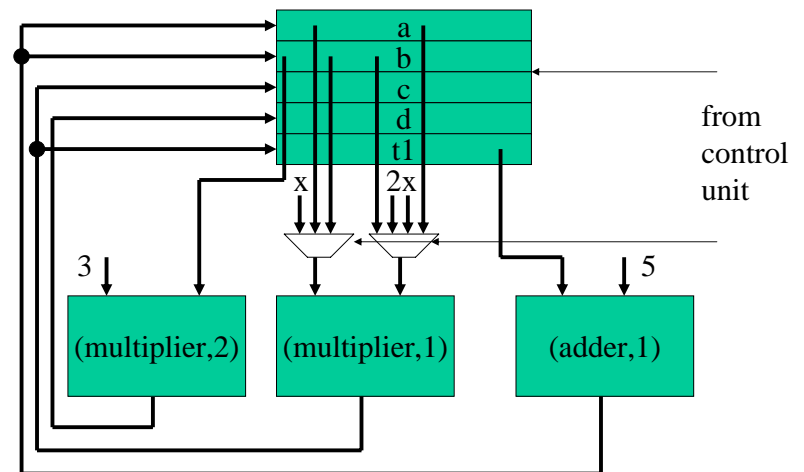 a
b
c
d
t1
from
control
unit
x
2x
3
5
(multiplier,2)
(multiplier,1)
(adder,1)